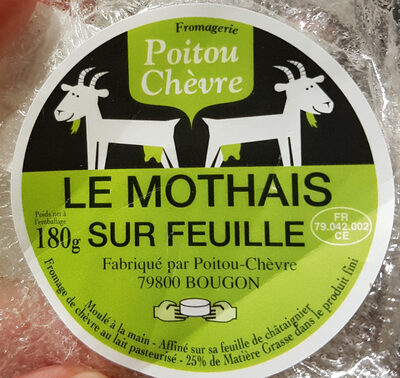 Fromagerie
Poitou
Chèvre
LE MOTHAIS
Poids net à
l'emballage
180g SUR FEUILLE
FR
79.042.002
CE
Fabriqué par Poitou-Chèvre
79800 BOUGON
Moulé à la main - Affiné sur sa feuille de châtaignier
Fromage de chèvre au lait pasteurisé - 25% de Matière Grasse dans le produit fini